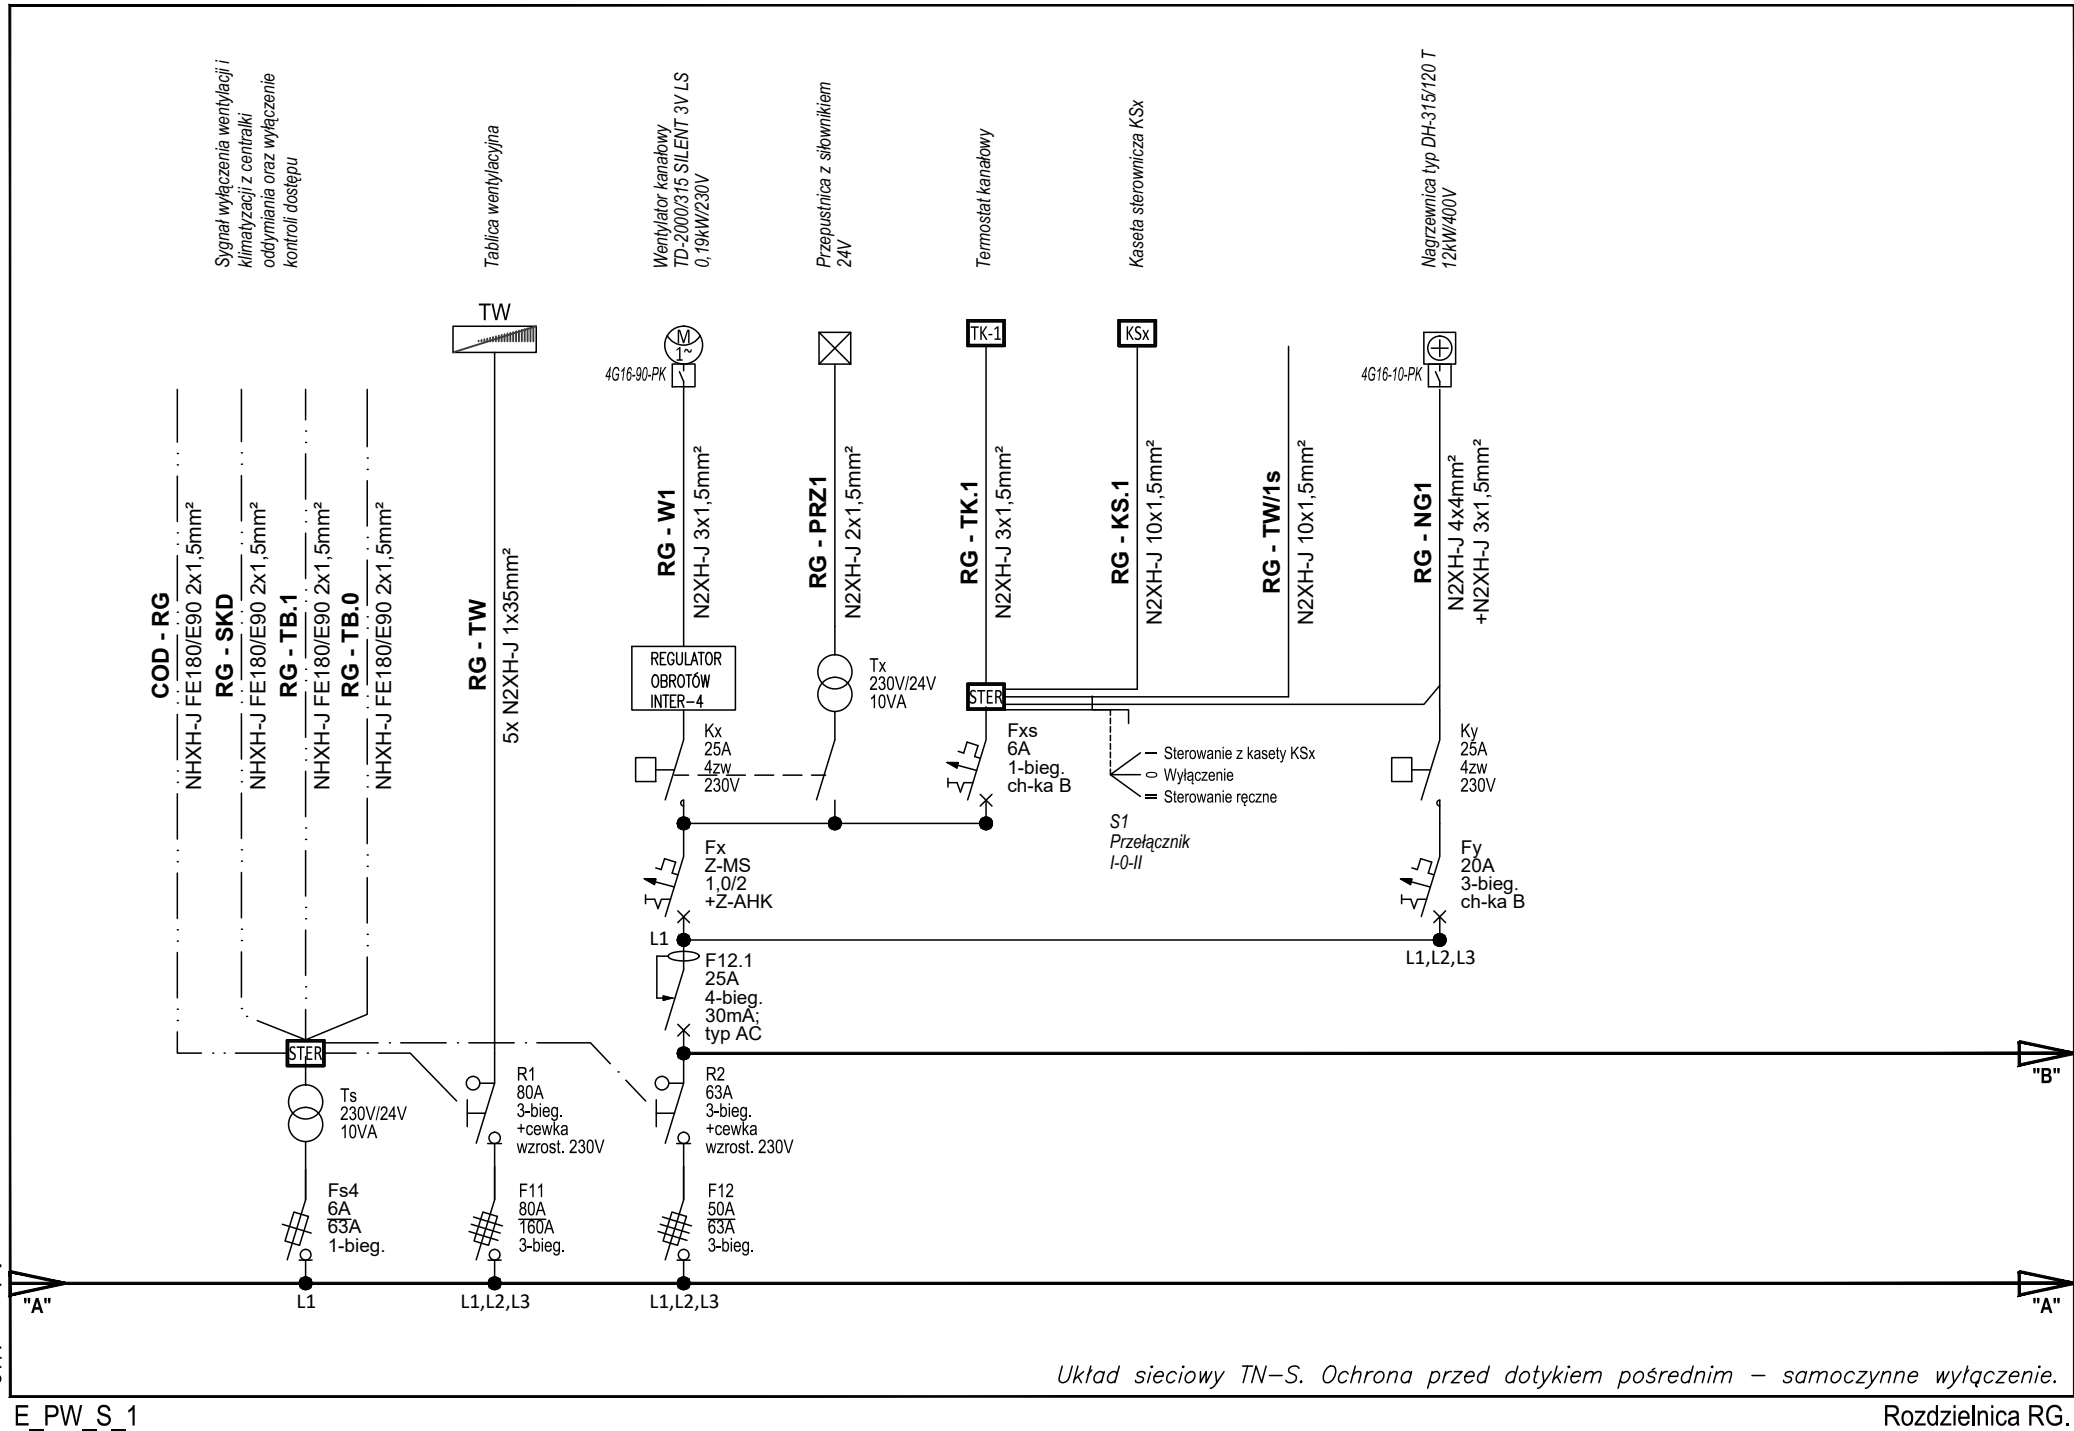 Sygnał wyłączenia wentylacji i
klimatyzacji z centralki
oddymiania oraz wyłączenie
kontroli dostępu
Tablica wentylacyjna
Wentylator kanałowy
TD-2000/315 SILENT 3V LS
0,19kW/230V
Przepustnica z siłownikiem
24V
Termostat kanałowy
Kaseta sterownicza KSx
Nagrzewnica typ DH-315/120 T
12kW/400V
TW
M
1~
4G16-90-PK
TK-1
KSx
4G16-10-PK
COD - RG
NHXH-J FE180/E90 2x1,5mm²
RG - SKD
NHXH-J FE180/E90 2x1,5mm²
RG - TB.1
NHXH-J FE180/E90 2x1,5mm²
RG - TB.0
NHXH-J FE180/E90 2x1,5mm²
RG - TW
5x N2XH-J 1x35mm²
RG - W1
N2XH-J 3x1,5mm²
RG - PRZ1
N2XH-J 2x1,5mm²
RG - TK.1
N2XH-J 3x1,5mm²
RG - KS.1
N2XH-J 10x1,5mm²
RG - TW/1s
N2XH-J 10x1,5mm²
RG - NG1
N2XH-J 4x4mm²
+N2XH-J 3x1,5mm²
REGULATOR
OBROTÓW
INTER-4
Tx
230V/24V
10VA
STER
Kx
25A
4zw
230V
Fxs
6A
1-bieg.
ch-ka B
Sterowanie z kasety KSx
Wyłączenie
Sterowanie ręczne
S1
Przełącznik
I-0-II
Ky
25A
4zw
230V
Fx
Z-MS
1,0/2
+Z-AHK
Fy
20A
3-bieg.
ch-ka B
L1
L1,L2,L3
F12.1
25A
4-bieg.
30mA;
typ AC
STER
"B"
Ts
230V/24V
10VA
R1
80A
3-bieg.
+cewka
wzrost. 230V
R2
63A
3-bieg.
+cewka
wzrost. 230V
Fs4
6A
63A
1-bieg.
F11
80A
160A
3-bieg.
F12
50A
63A
3-bieg.
"A"
L1
L1,L2,L3
L1,L2,L3
"A"
Układ sieciowy TN-S. Ochrona przed dotykiem pośrednim - samoczynne wyłączenie.
E_PW_S_1
Rozdzielnica RG.